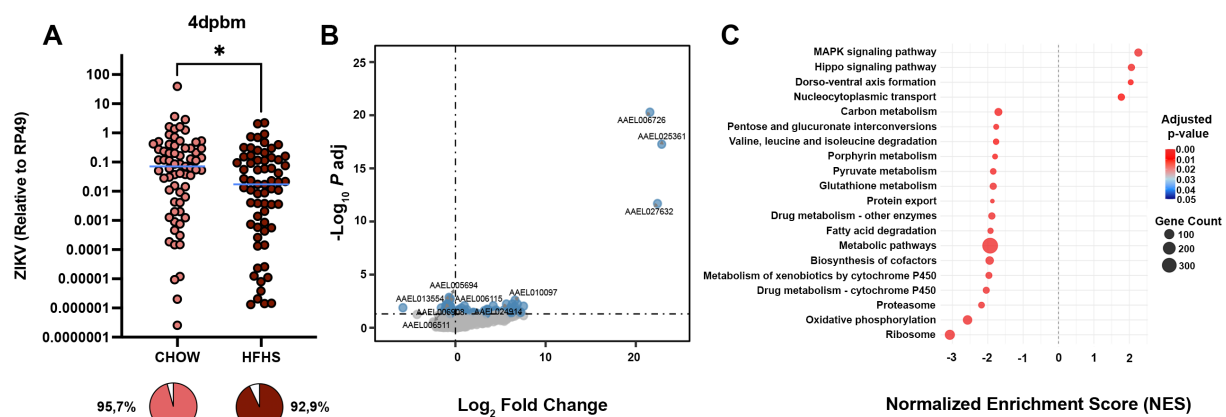 A
4dpbm
*
ZIKV (Relative to RP49)
100
10
1
0.1
0.01
0.001
0.0001
0.00001
0.000001
0.0000001
CHOW
HFHS
95,7%
92,9%
B
-Log10 P adj
25
20
15
10
5
0
AAEL006726
AAEL025361
AAEL027632
AAEL005694
AAEL013554
AAEL006115
AAEL010097
AAEL024914
AAEL006511
0
10
20
Log2 Fold Change
C
MAPK signaling pathway
Hippo signaling pathway
Dorso-ventral axis formation
Nucleocytoplasmic transport
Carbon metabolism
Pentose and glucuronate interconversions
Valine, leucine and isoleucine degradation
Porphyrin metabolism
Pyruvate metabolism
Glutathione metabolism
Protein export
Drug metabolism - other enzymes
Fatty acid degradation
Metabolic pathways
Biosynthesis of cofactors
Metabolism of xenobiotics by cytochrome P450
Drug metabolism - cytochrome P450
Proteasome
Oxidative phosphorylation
Ribosome
-3
-2
-1
0
1
2
Normalized Enrichment Score (NES)
Adjusted
p-value
0.00
0.01
0.02
0.03
0.04
0.05
Gene Count
100
200
300